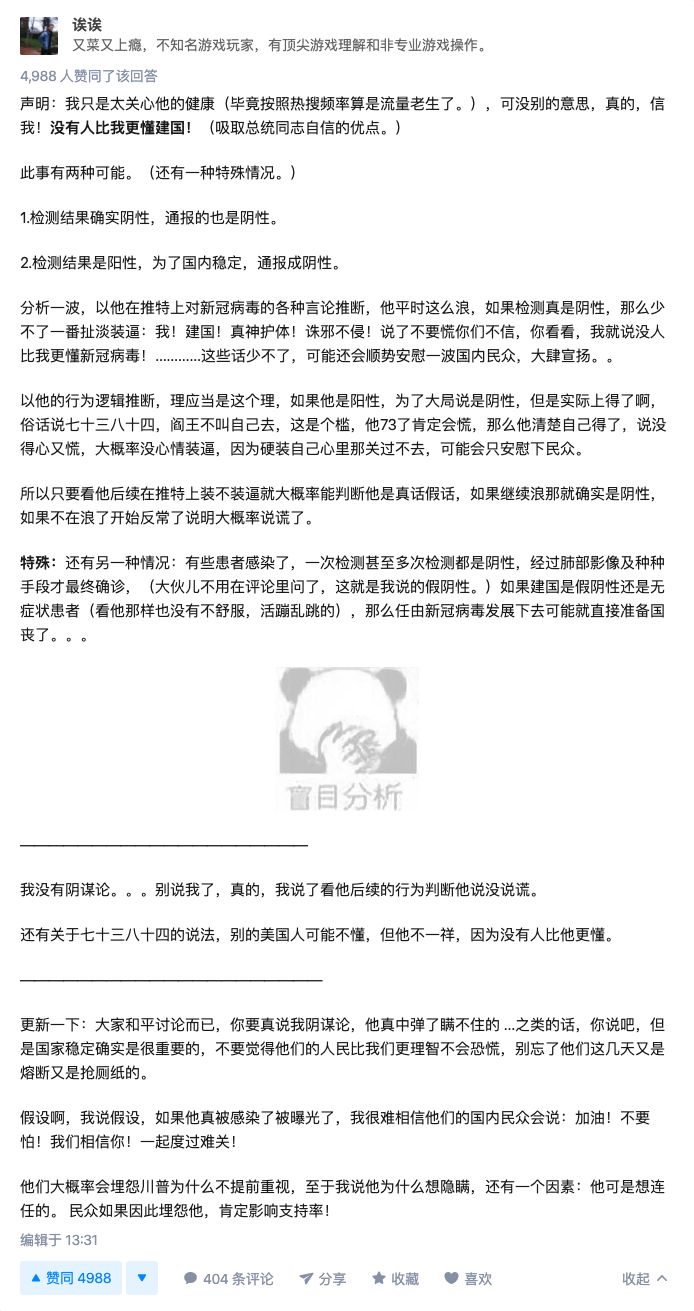 诶诶
又菜又上瘾，不知名游戏玩家，有顶尖游戏理解和非专业游戏操作。
4,988 人赞同了该回答
声明：我只是太关心他的健康（毕竟按照热搜频率算是流量老生了。），可没别的意思，真的，信
我！没有人比我更懂建国！（吸取总统同志自信的优点。）
此事有两种可能。（还有一种特殊情况。）
1.检测结果确实阴性，通报的也是阴性。
2.检测结果是阳性，为了国内稳定，通报成阴性。
分析一波，以他在推特上对新冠病毒的各种言论推断，他平时这么浪，如果检测真是阴性，那么少
不了一番扯淡装逼：我！建国！真神护体！诛邪不侵！说了不要慌你们不信，你看看，我就说没人
比我更懂新冠病毒！............这些话少不了，可能还会顺势安慰一波国内民众，大肆宣扬。。
以他的行为逻辑推断，理应当是这个理，如果他是阳性，为了大局说是阴性，但是实际上得了啊，
俗话说七十三八十四，阎王不叫自己去，这是个槛，他73了肯定会慌，那么他清楚自己得了，说没
得心又慌，大概率没心情装逼，因为硬装自己心里那关过不去，可能会只安慰下民众。
所以只要看他后续在推特上装不装逼就大概率能判断他是真话假话，如果继续浪那就确实是阴性，
如果不在浪了开始反常了说明大概率说谎了。
特殊：还有另一种情况：有些患者感染了，一次检测甚至多次检测都是阴性，经过肺部影像及种种
手段才最终确诊，（大伙儿不用在评论里问了，这就是我说的假阴性。）如果建国是假阴性还是无
症状患者（看他那样也没有不舒服，活蹦乱跳的），那么任由新冠病毒发展下去可能就直接准备国
丧了。。。
盲目分析
我没有阴谋论。。。别说我了，真的，我说了看他后续的行为判断他说没说谎。
还有关于七十三八十四的说法，别的美国人可能不懂，但他不一祥，因为没有人比他更懂。
更新一下：大家和平讨论而已，你要真说我阴谋论，他真中弹了瞒不住的 ...之类的话，你说吧，但
是国家稳定确实是很重要的，不要觉得他们的人民比我们更理智不会恐慌，别忘了他们这几天又是
熔断又是抢厕纸的。
假设啊，我说假设，如果他真被感染了被曝光了，我很难相信他们的国内民众会说：加油！不要
怕！我们相信你！一起度过难关！
他们大概率会埋怨川普为什么不提前重视，至于我说他为什么想隐瞒，还有一个因素：他可是想连
任的。 民众如果因此埋怨他，肯定影响支持率！
编辑于 13:31
赞同 4988
404 条评论
分享
收藏
喜欢
收起